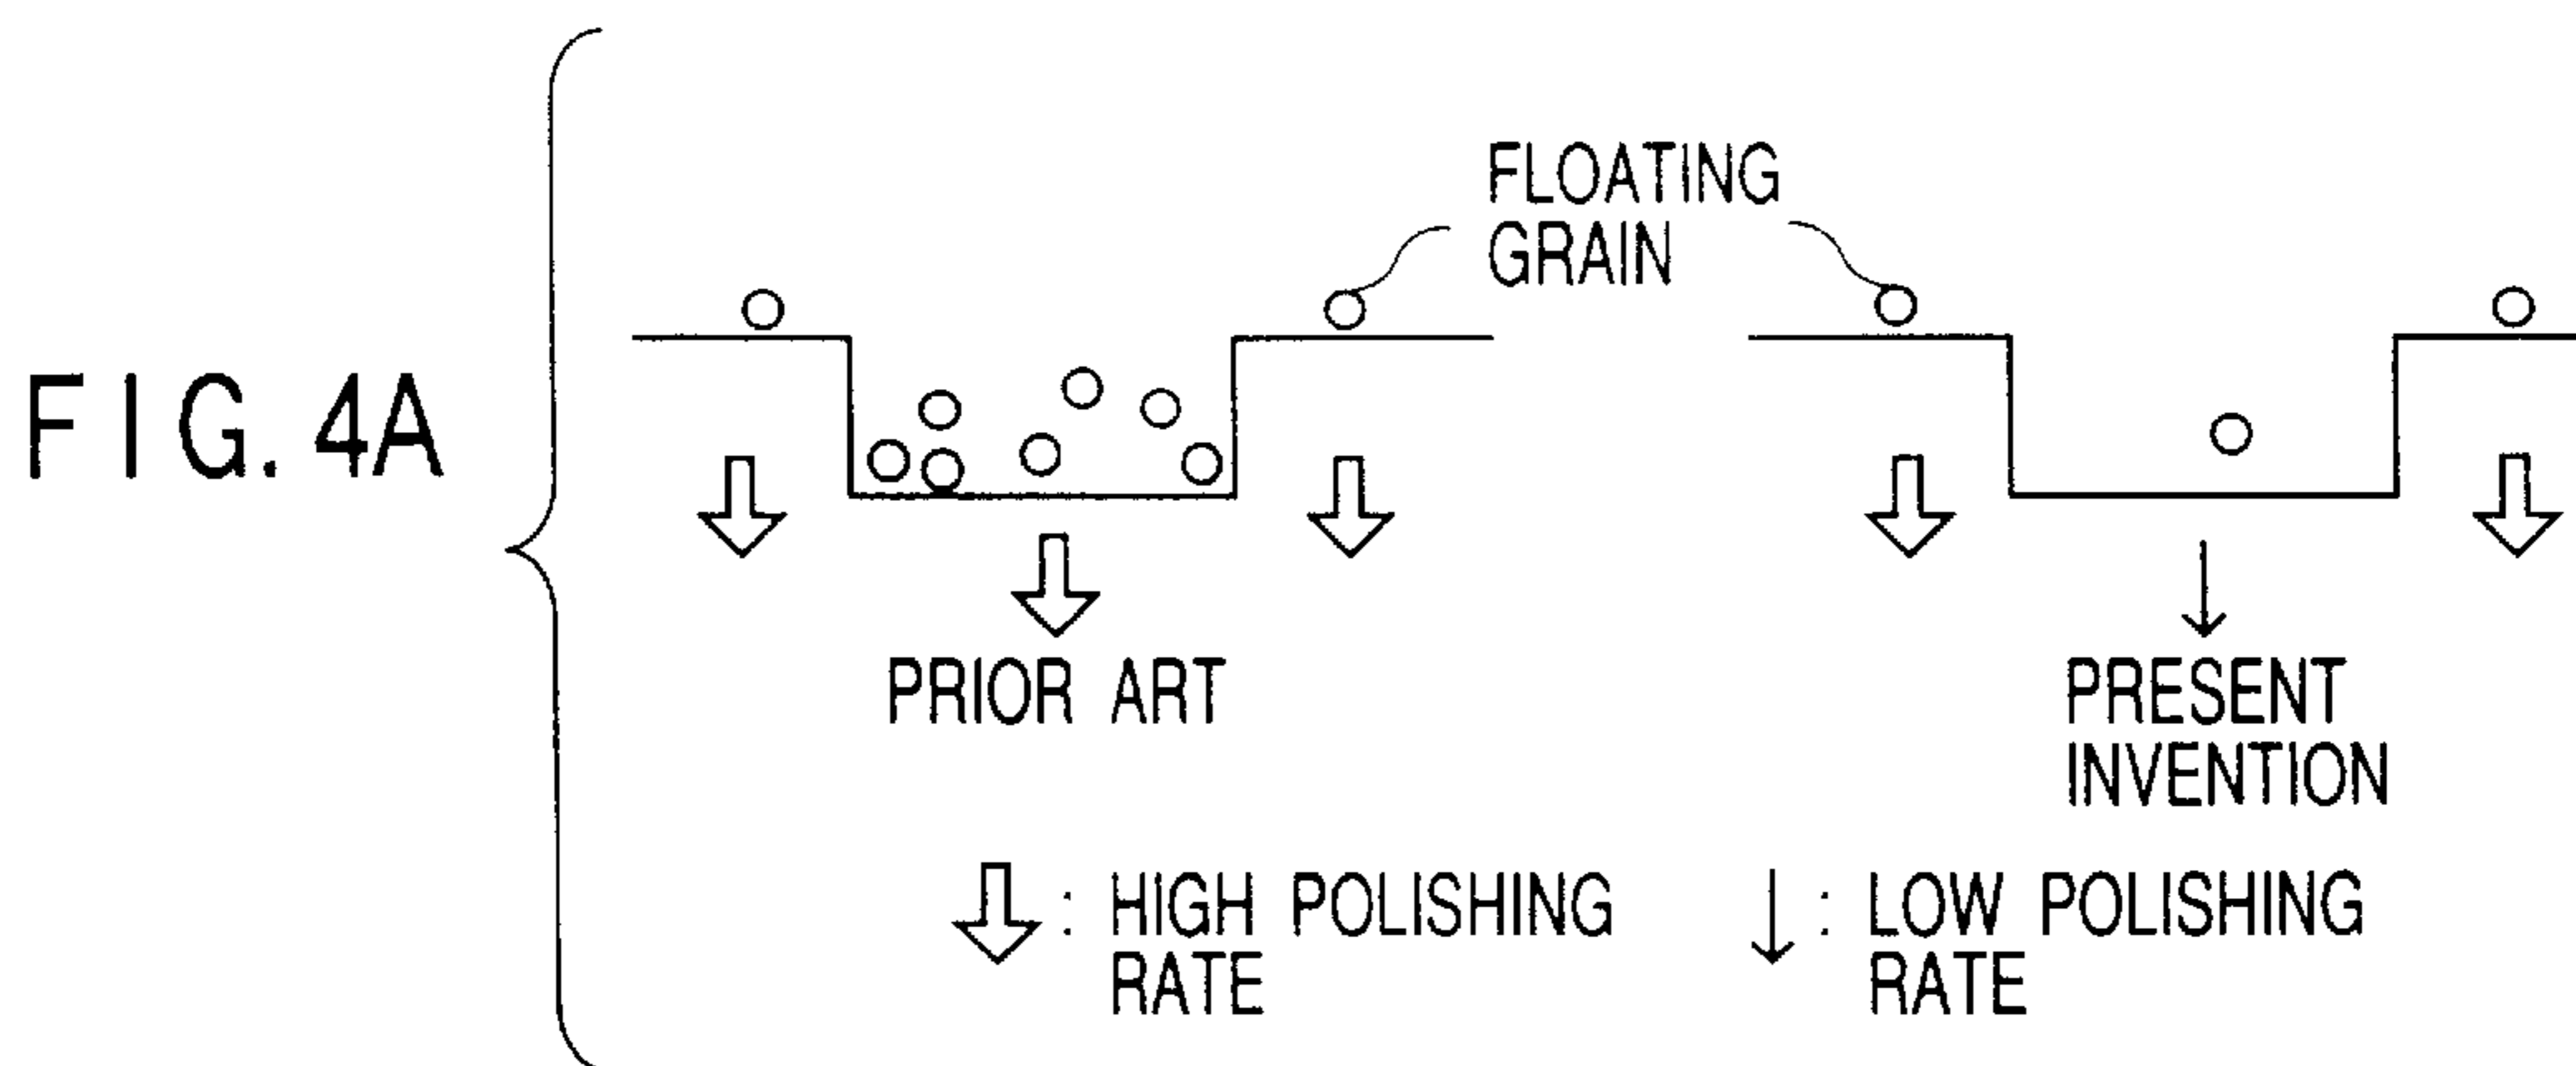 FIG. 4A
FLOATING
GRAIN
PRIOR ART
PRESENT
INVENTION
: HIGH POLISHING
RATE
: LOW POLISHING
RATE